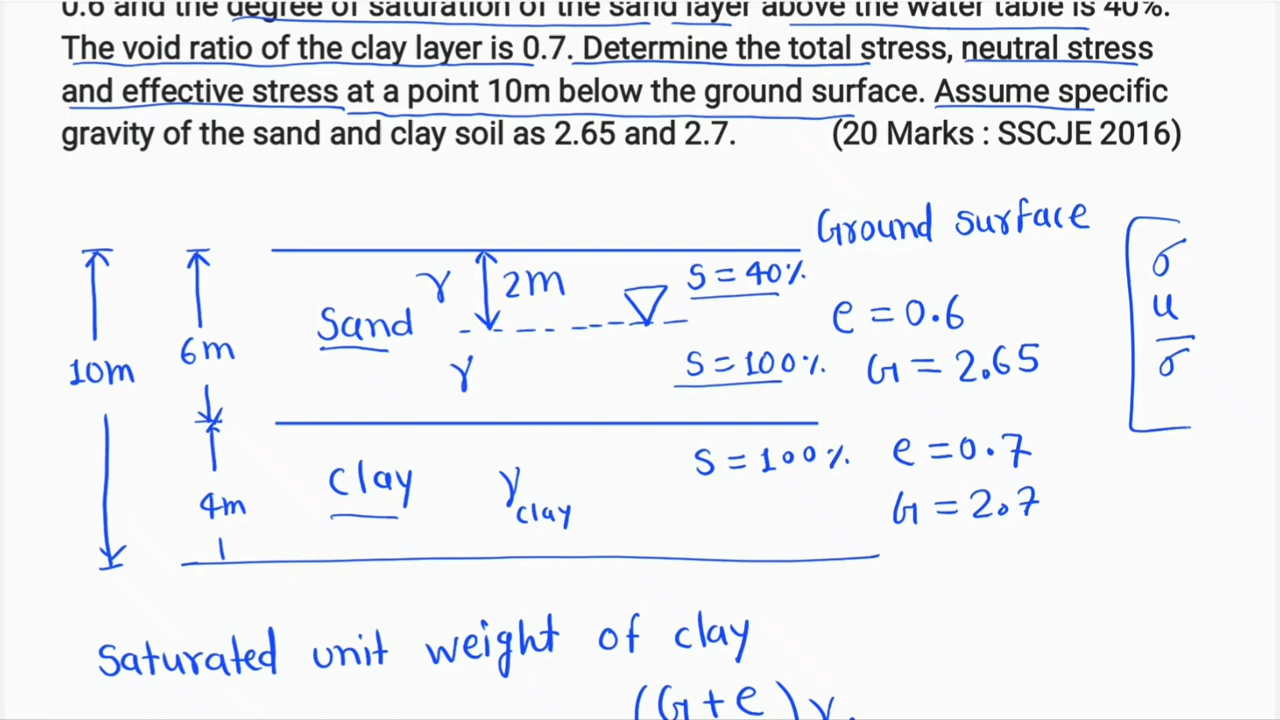 0.6 and the degree of saturation of the sand layer above the water table is 40%.
The void ratio of the clay layer is 0.7. Determine the total stress, neutral stress
and effective stress at a point 10m below the ground surface. Assume specific
gravity of the sand and clay soil as 2.65 and 2.7. (20 Marks : SSCJE 2016)
Ground surface
γ 2m S = 40%
σ
Sand e = 0.6
u
10m 6m γ S = 100% G = 2.65
σ̅
clay γclay S = 100% e = 0.7
4m G = 2.7
Saturated unit weight of clay
(G+e)γ